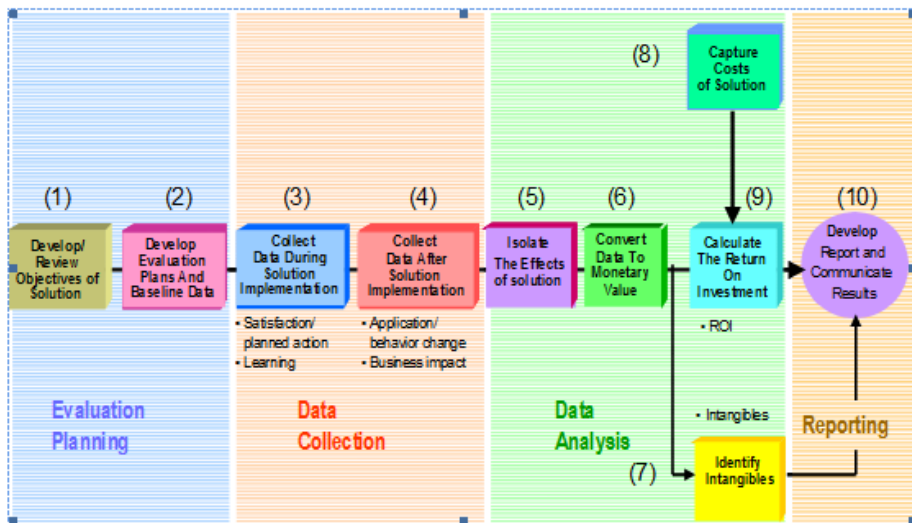 (8)
Capture
Costs
of Solution
(1)
(2)
(3)
(4)
(5)
(6)
(9)
(10)
Develop/
Review
Objectives of
Solution
Develop
Evaluation
Plans And
Baseline Data
Collect
Data During
Solution
Implementation
Collect
Data After
Solution
Implementation
Isolate
The Effects
of solution
Convert
Data To
Monetary
Value
Calculate
The Return
On
Investment
Develop
Report and
Communicate
Results
• Satisfaction/
planned action
• Learning
• Application/
behavior change
• Business impact
• ROI
• Intangibles
Evaluation
Planning
Data
Collection
Data
Analysis
Reporting
(7)
Identify
Intangibles